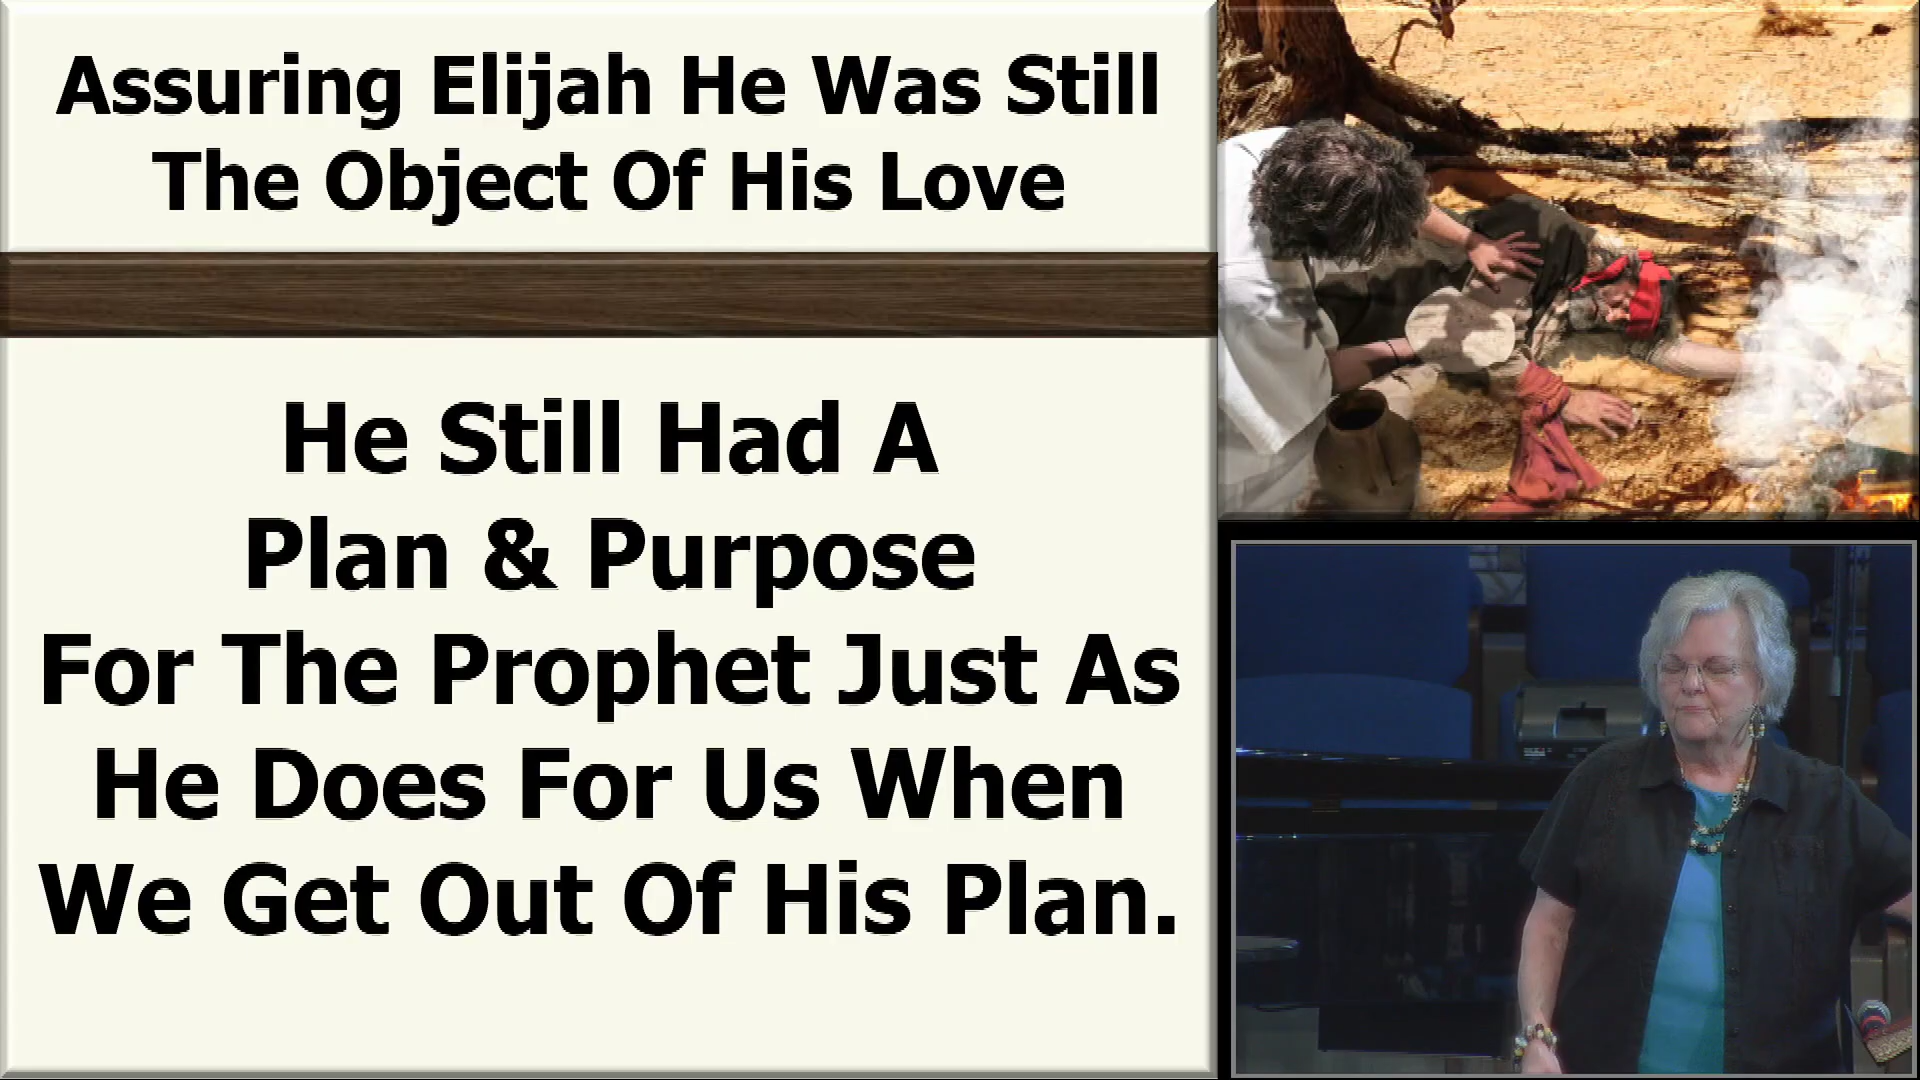 Assuring Elijah He Was Still
The Object Of His Love
He Still Had A
Plan & Purpose
For The Prophet Just As
He Does For Us When
We Get Out Of His Plan.